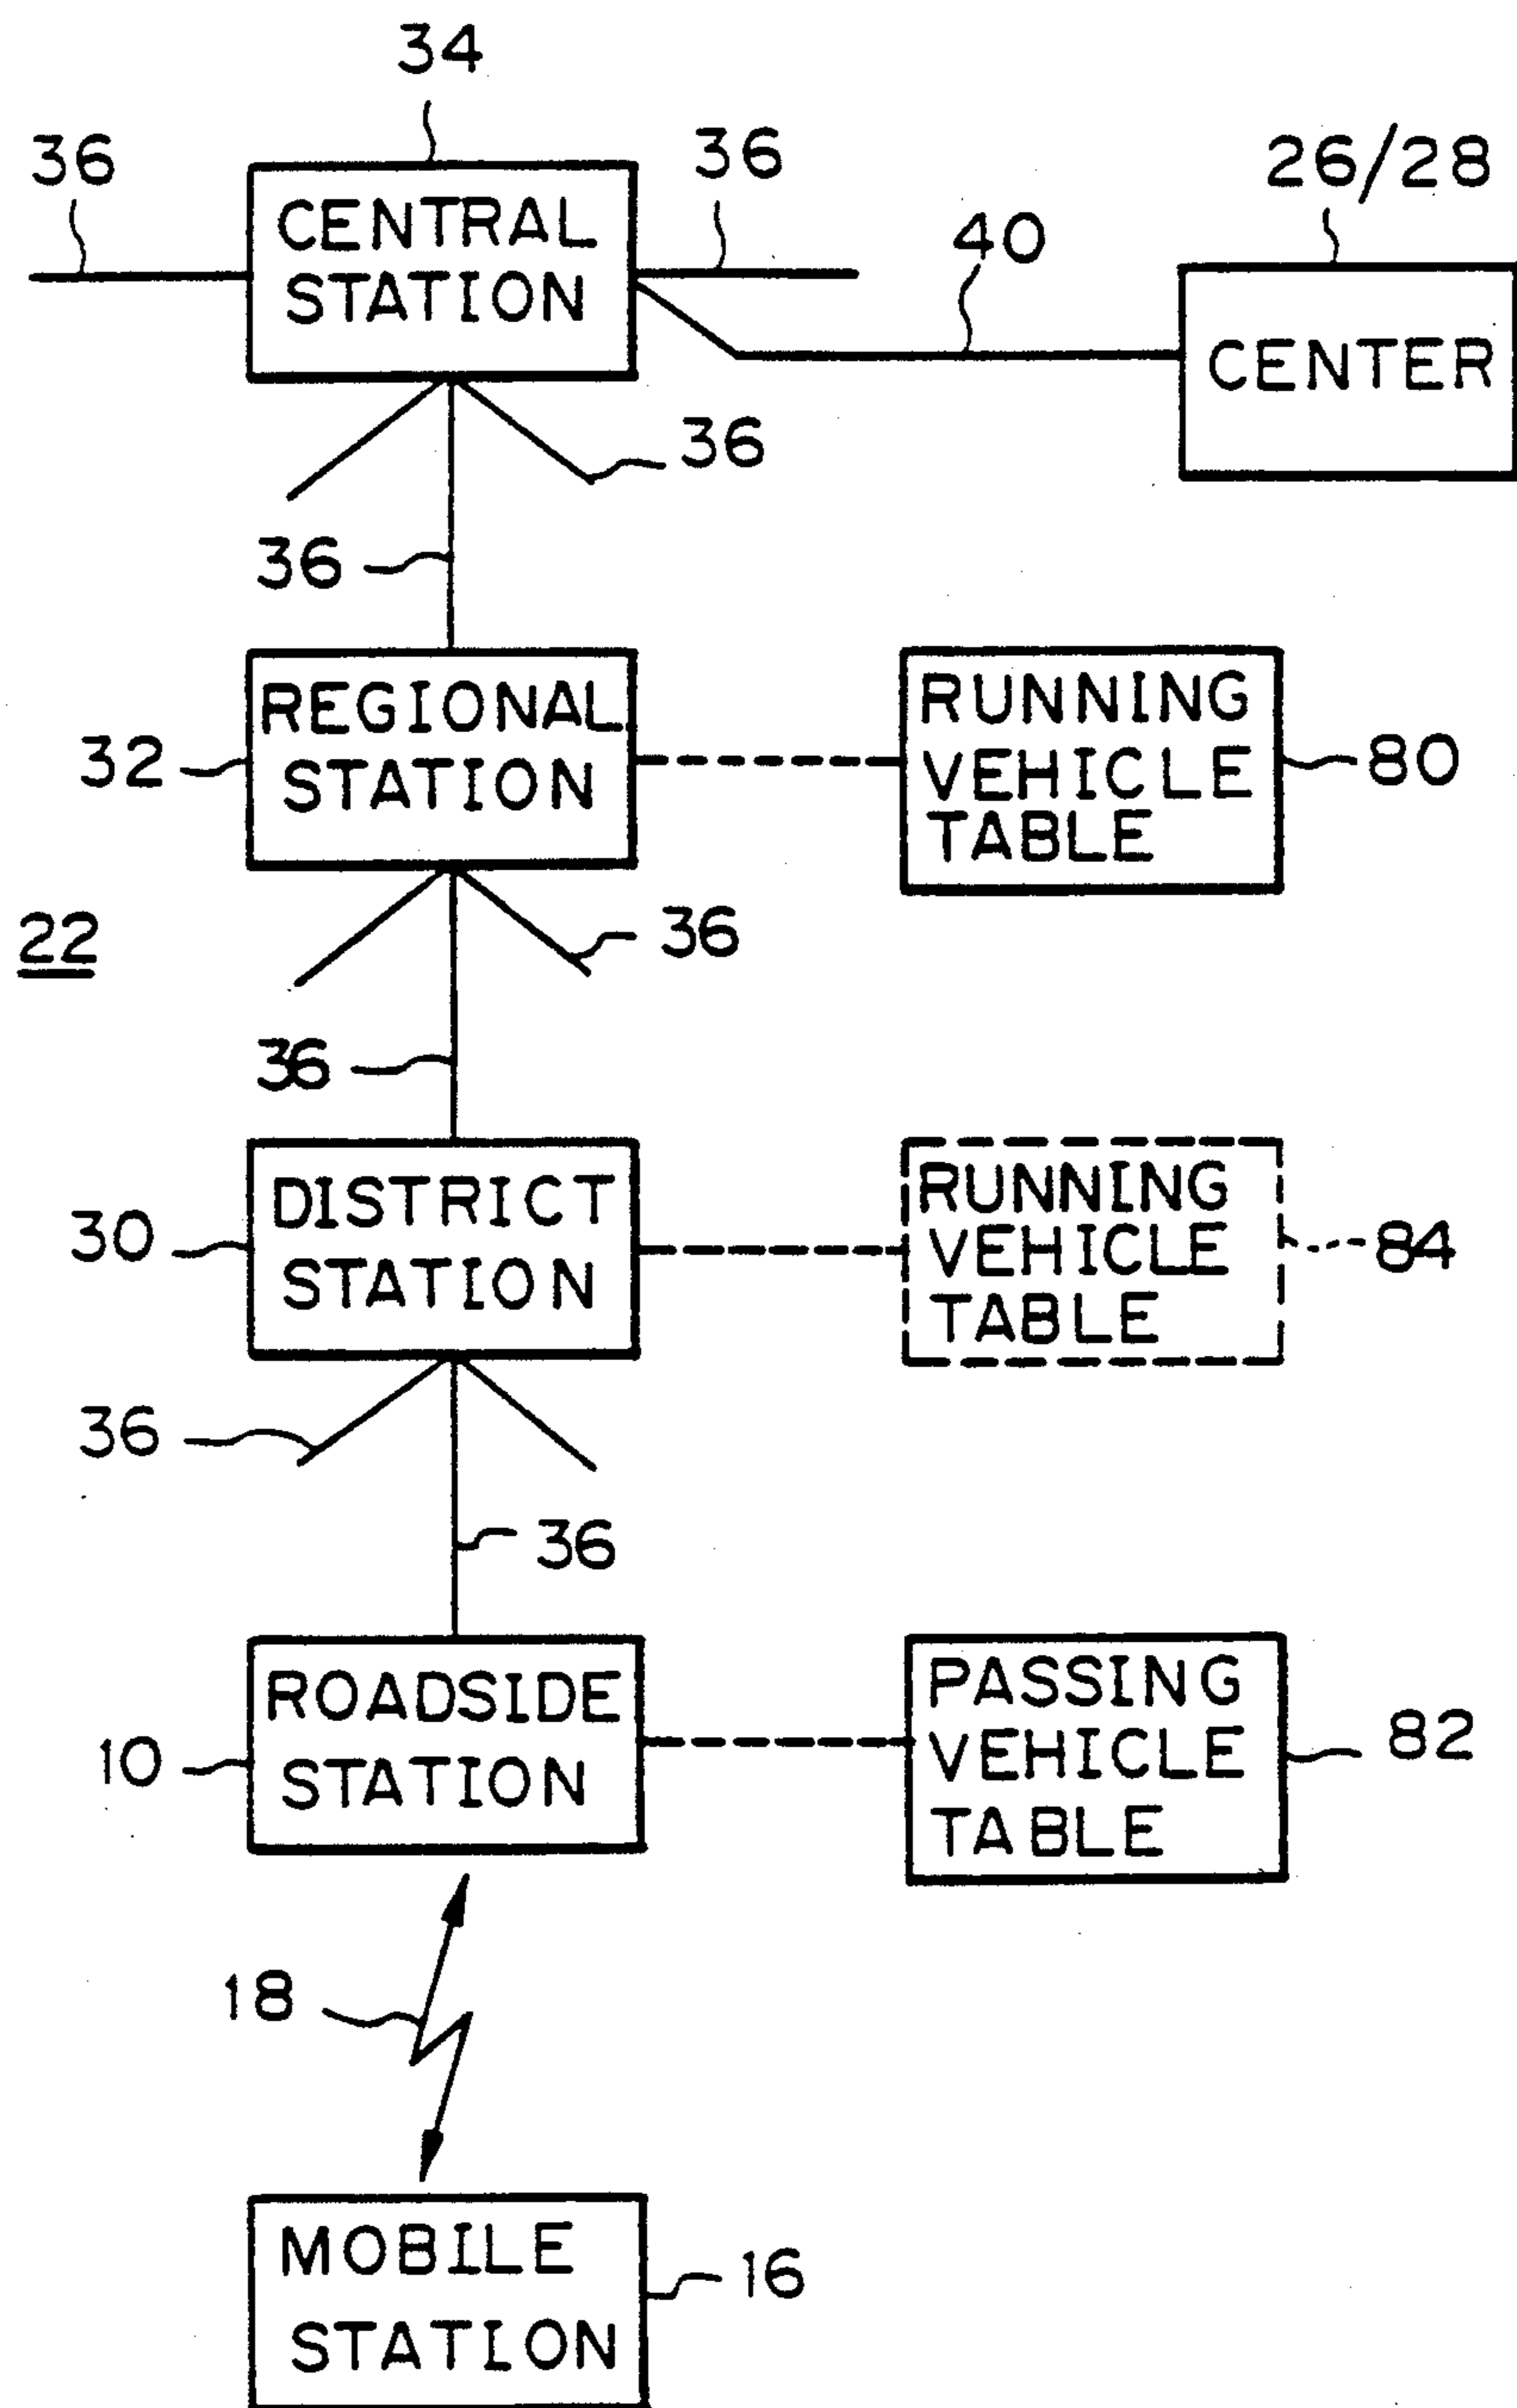 34
36
36
26/28
CENTRAL
STATION
40
CENTER
36
36
REGIONAL
STATION
32
RUNNING
VEHICLE
TABLE
80
22
36
36
DISTRICT
STATION
30
RUNNING
VEHICLE
TABLE
84
36
36
ROADSIDE
STATION
10
PASSING
VEHICLE
TABLE
82
18
MOBILE
STATION
16